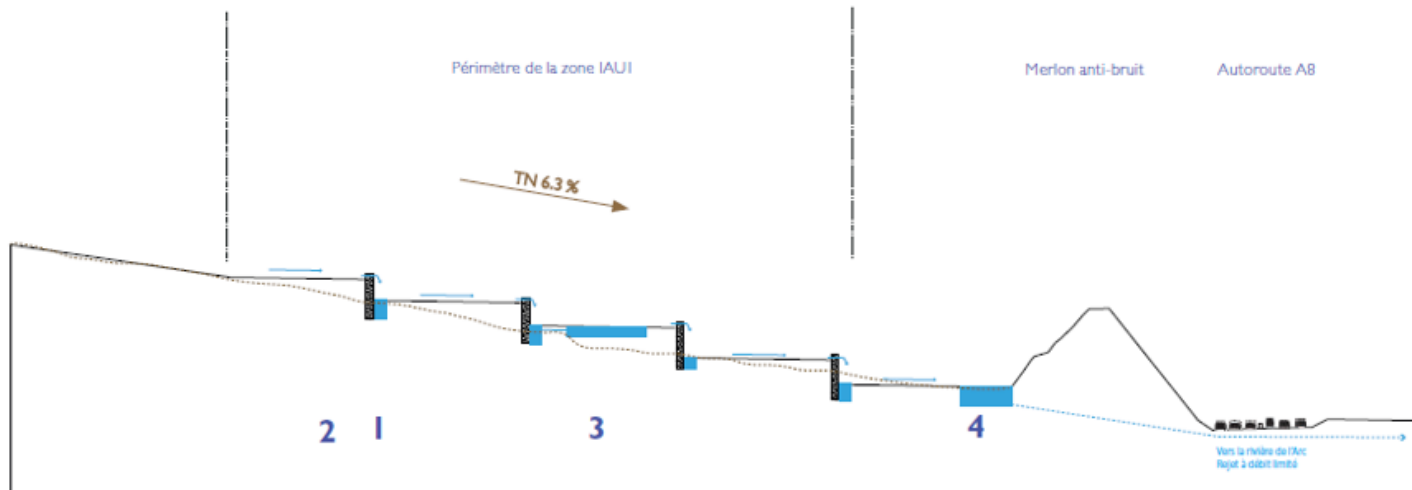 Périmètre de la zone IAUI
Merlon anti-bruit
Autoroute A8
TN 6.3 %
2
1
3
4
Vers la rivière de l'Arc
Rejet à débit limité